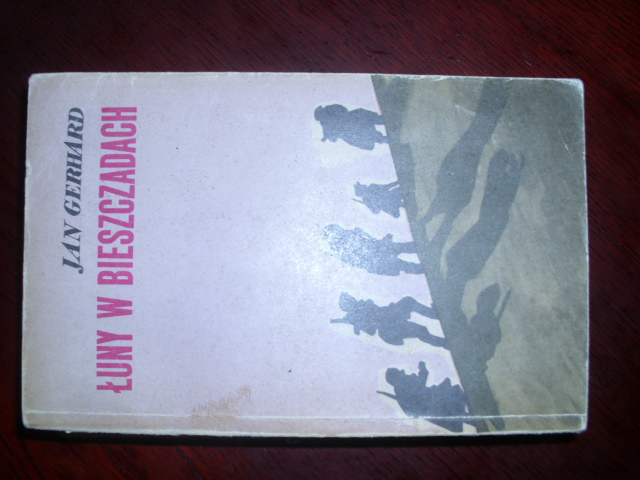 JAN GERHARD
ŁUNY W BIESZCZADACH